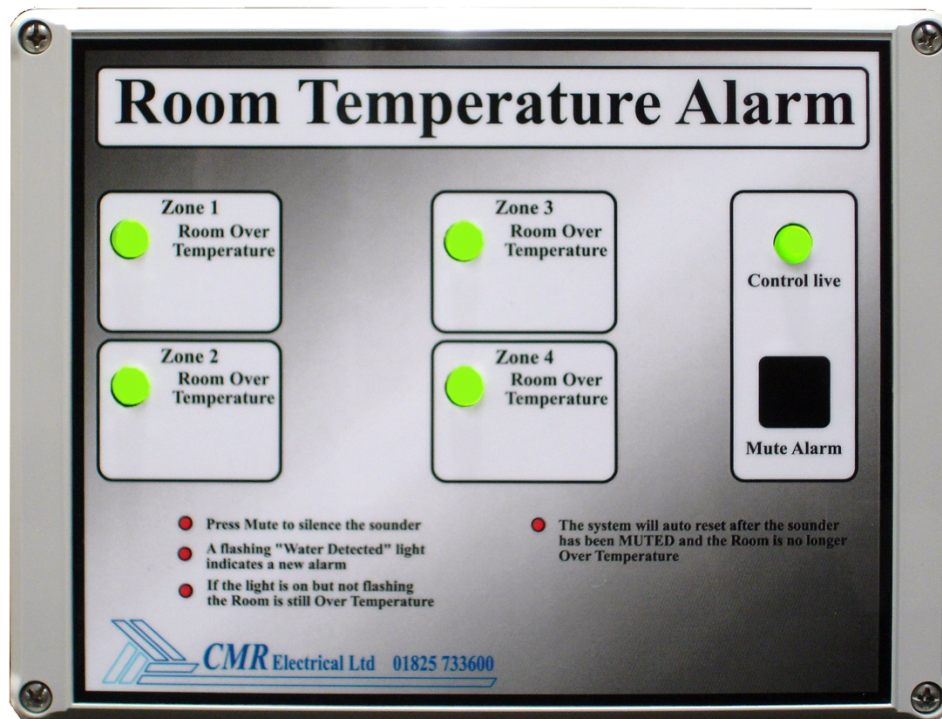 Room Temperature Alarm
Zone 1
Room Over
Temperature
Zone 2
Room Over
Temperature
Zone 3
Room Over
Temperature
Zone 4
Room Over
Temperature
Control live
Mute Alarm
Press Mute to silence the sounder
A flashing "Water Detected" light
indicates a new alarm
If the light is on but not flashing
the Room is still Over Temperature
The system will auto reset after the sounder
has been MUTED and the Room is no longer
Over Temperature
CMR Electrical Ltd 01825 733600